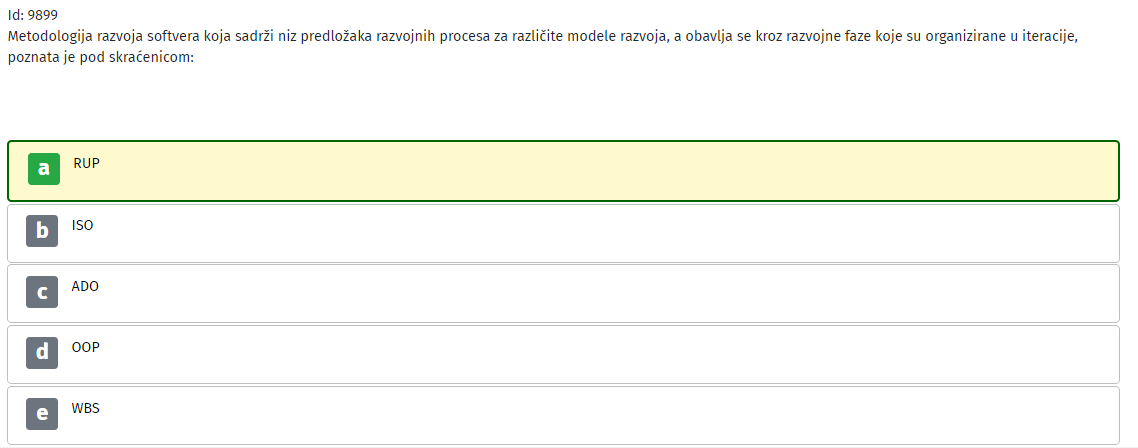 Id: 9899
Metodologija razvoja softvera koja sadrži niz predložaka razvojnih procesa za različite modele razvoja, a obavlja se kroz razvojne faze koje su organizirane u iteracije,
poznata je pod skraćenicom:
a RUP
b ISO
c ADO
d OOP
e WBS